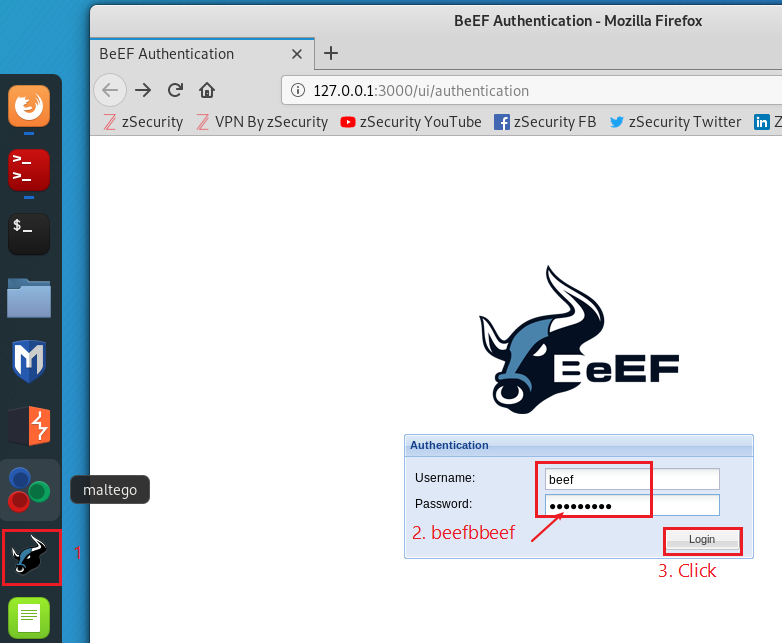 BeEF Authentication - Mozilla Firefox
BeEF Authentication
127.0.0.1:3000/ui/authentication
zSecurity VPN By zSecurity zSecurity YouTube zSecurity FB zSecurity Twitter Z
BeEF
Authentication
Username: beef
Password: ●●●●●●●●●
2. beefbbeef
Login
3. Click
maltego
1